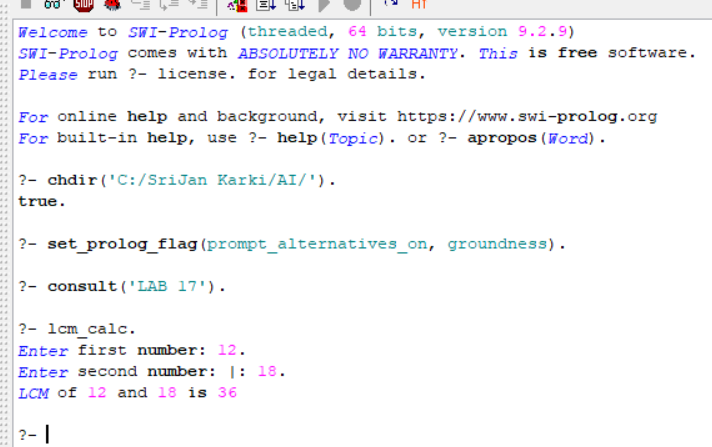 Welcome to SWI-Prolog (threaded, 64 bits, version 9.2.9)
SWI-Prolog comes with ABSOLUTELY NO WARRANTY. This is free software.
Please run ?- license. for legal details.
For online help and background, visit https://www.swi-prolog.org
For built-in help, use ?- help(Topic). or ?- apropos(Word).
?- chdir('C:/SriJan Karki/AI/').
true.
?- set_prolog_flag(prompt_alternatives_on, groundness).
?- consult('LAB 17').
?- lcm_calc.
Enter first number: 12.
Enter second number: |: 18.
LCM of 12 and 18 is 36
?-